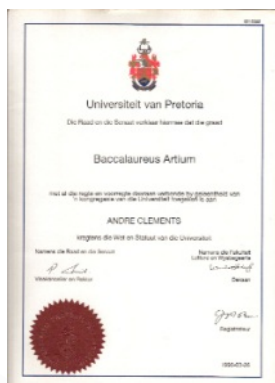 Universiteit van Pretoria
Die Raad en die Senaat verklaar hiermee dat die graad
Baccalaureus Artium
met al die regte en voorregte daaraan verbonde by geleentheid van
'n kongregasie van die Universiteit toegeken is aan
ANDRE CLEMENTS
kragtens die Wet en Statuut van die Universiteit
Namens die Raad en die Senaat
Namens die Fakulteit
Lettere en Wysbegeerte
Visekanselier en Rektor
Dekaan
Registrateur